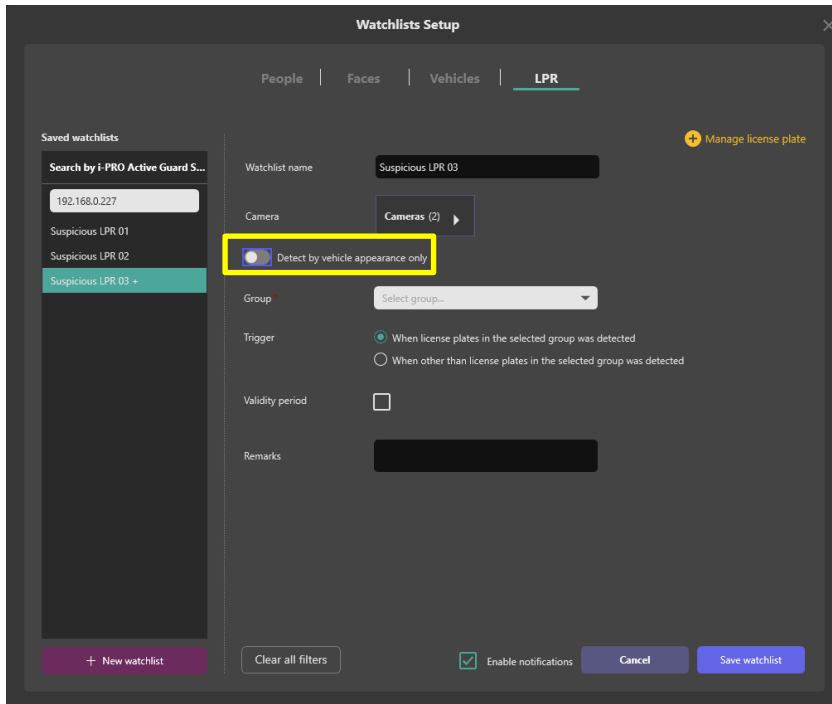 Watchlists Setup
People
Faces
Vehicles
LPR
Saved watchlists
Manage license plate
Search by i-PRO Active Guard S...
192.168.0.227
Suspicious LPR 01
Suspicious LPR 02
Suspicious LPR 03 +
Watchlist name
Suspicious LPR 03
Camera
Cameras (2)
Detect by vehicle appearance only
Group*
Select group...
Trigger
When license plates in the selected group was detected
When other than license plates in the selected group was detected
Validity period
Remarks
+ New watchlist
Clear all filters
Enable notifications
Cancel
Save watchlist